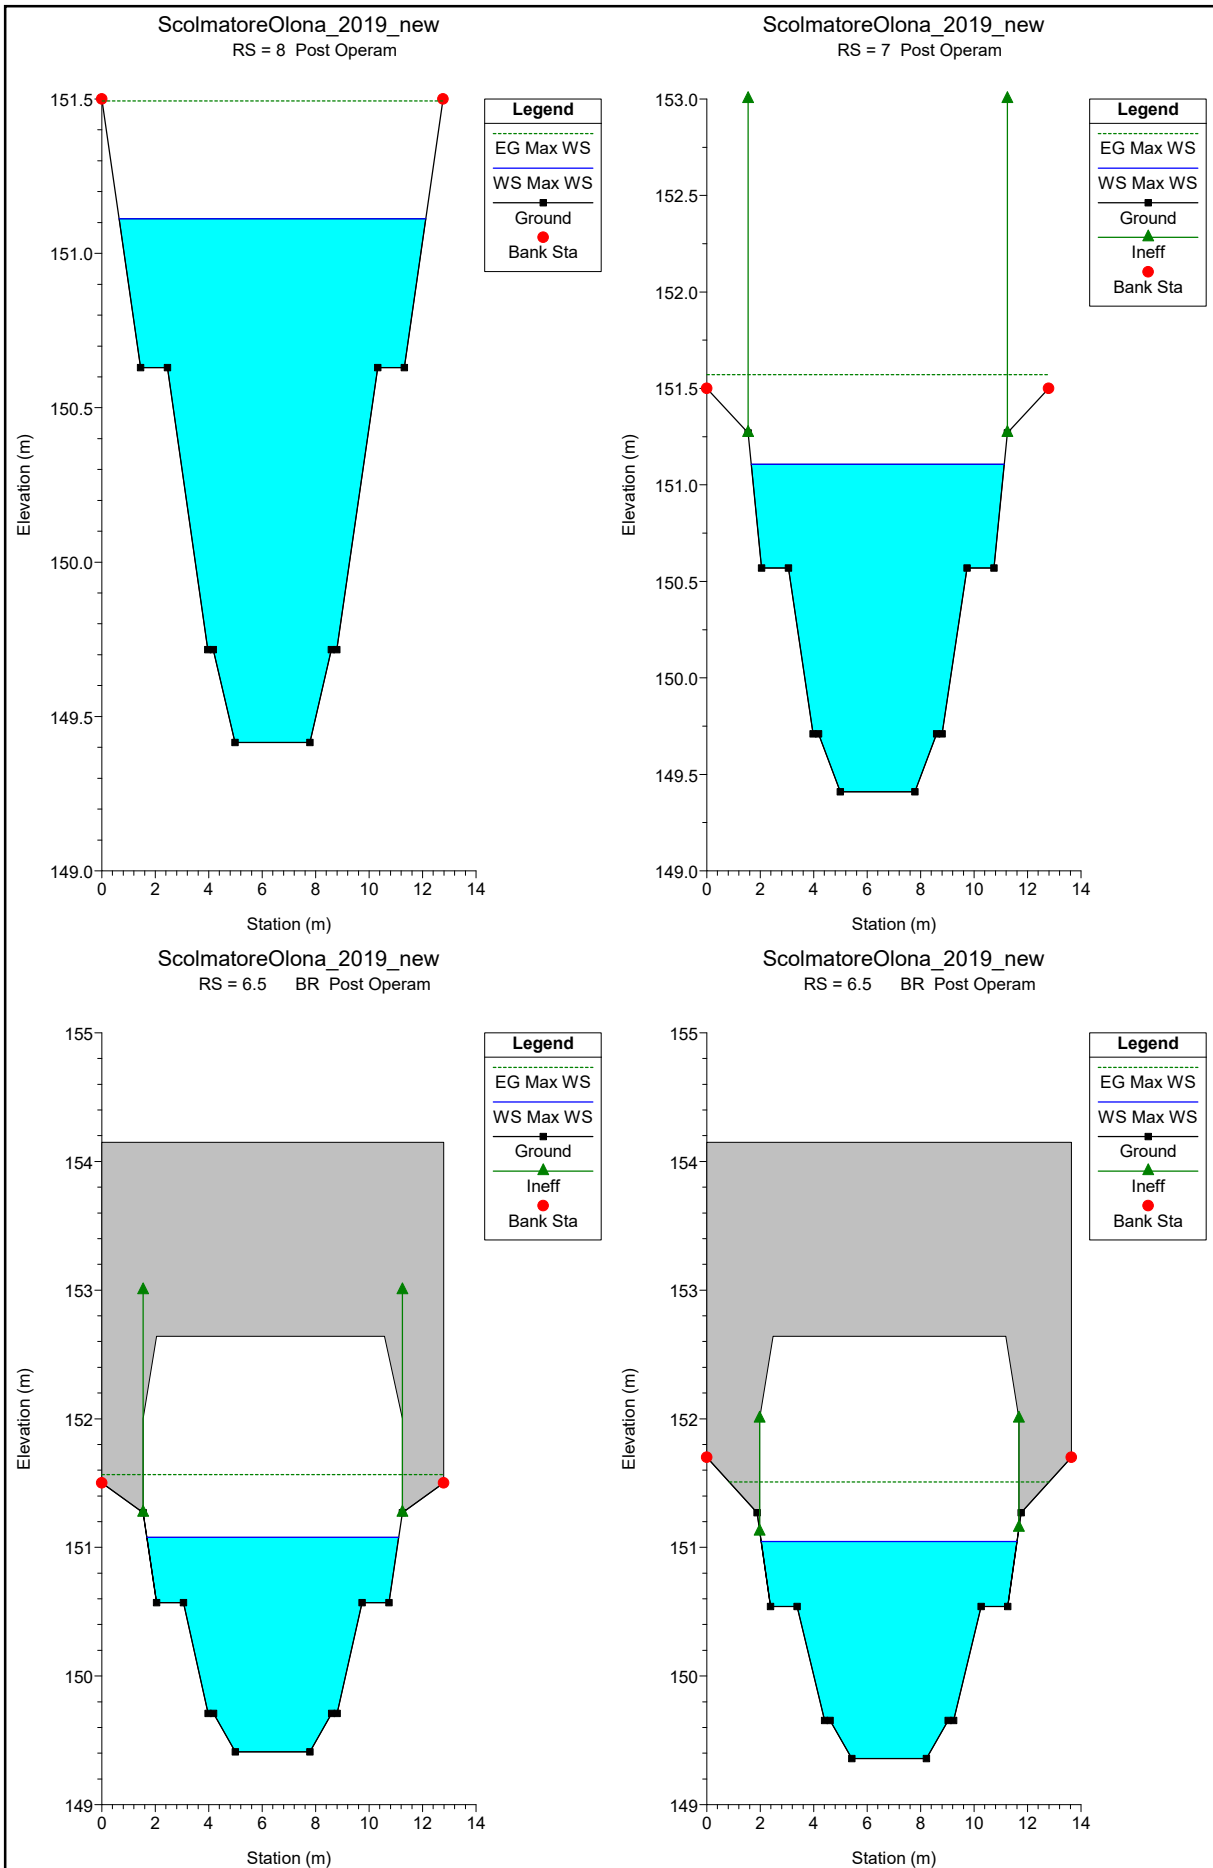 ScolmatoreOlona_2019_new
RS = 8 Post Operam
151.5
151.0
150.5
150.0
149.5
149.0
0 2 4 6 8 10 12 14
Station (m)
Elevation (m)
Legend
EG Max WS
WS Max WS
Ground
Bank Sta
ScolmatoreOlona_2019_new
RS = 7 Post Operam
153.0
152.5
152.0
151.5
151.0
150.5
150.0
149.5
149.0
0 2 4 6 8 10 12 14
Station (m)
Elevation (m)
Legend
EG Max WS
WS Max WS
Ground
Ineff
Bank Sta
ScolmatoreOlona_2019_new
RS = 6.5 BR Post Operam
155
154
153
152
151
150
149
0 2 4 6 8 10 12 14
Station (m)
Elevation (m)
Legend
EG Max WS
WS Max WS
Ground
Ineff
Bank Sta
ScolmatoreOlona_2019_new
RS = 6.5 BR Post Operam
155
154
153
152
151
150
149
0 2 4 6 8 10 12 14
Station (m)
Elevation (m)
Legend
EG Max WS
WS Max WS
Ground
Ineff
Bank Sta